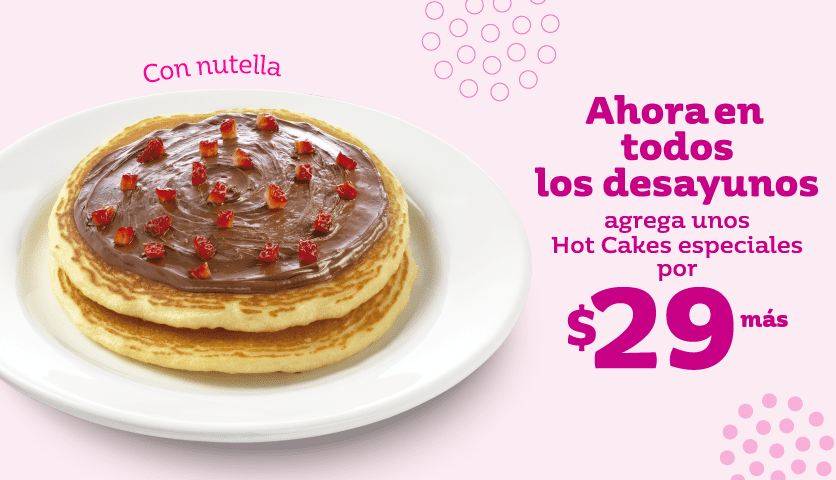 Con nutella
Ahora en
todos
los desayunos
agrega unos
Hot Cakes especiales
por
$29 más